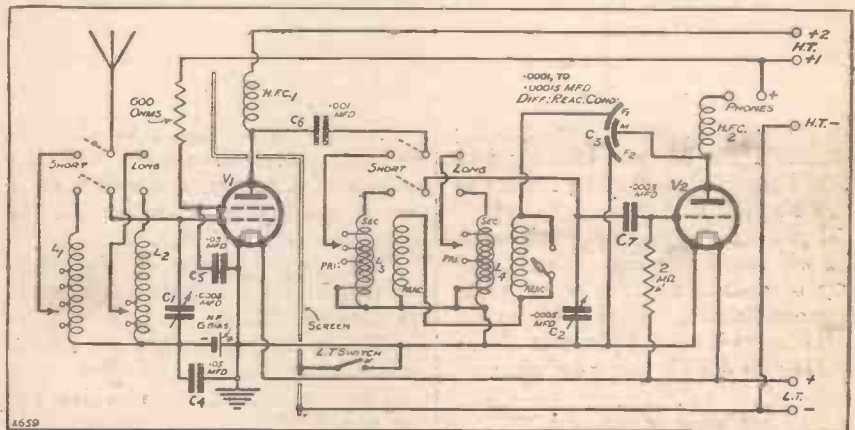 +2
H.T.
+1
H.F.C.1
600
OHMS
C6
.001
MFD
.0001, TO
.00015 MFD
DIFF: REAC. COND:
F1
M
C3
F2
PHONES
+
H.F.C.
2
H.T.-
SHORT
LONG
V1
SHORT
LONG
V2
.0003
MFD
C7
L1
L2
C5
.05
MFD
SEC.
PRI.
L3
REAC.
SEC
PRI.
L4
REAC.
2
MΩ
C1
.0005
MFD
H.F.
G.BIAS
SCREEN
.0005
MFD
C2
L.T SWITCH
.05
MFD
C4
+
L.T.
-
X659